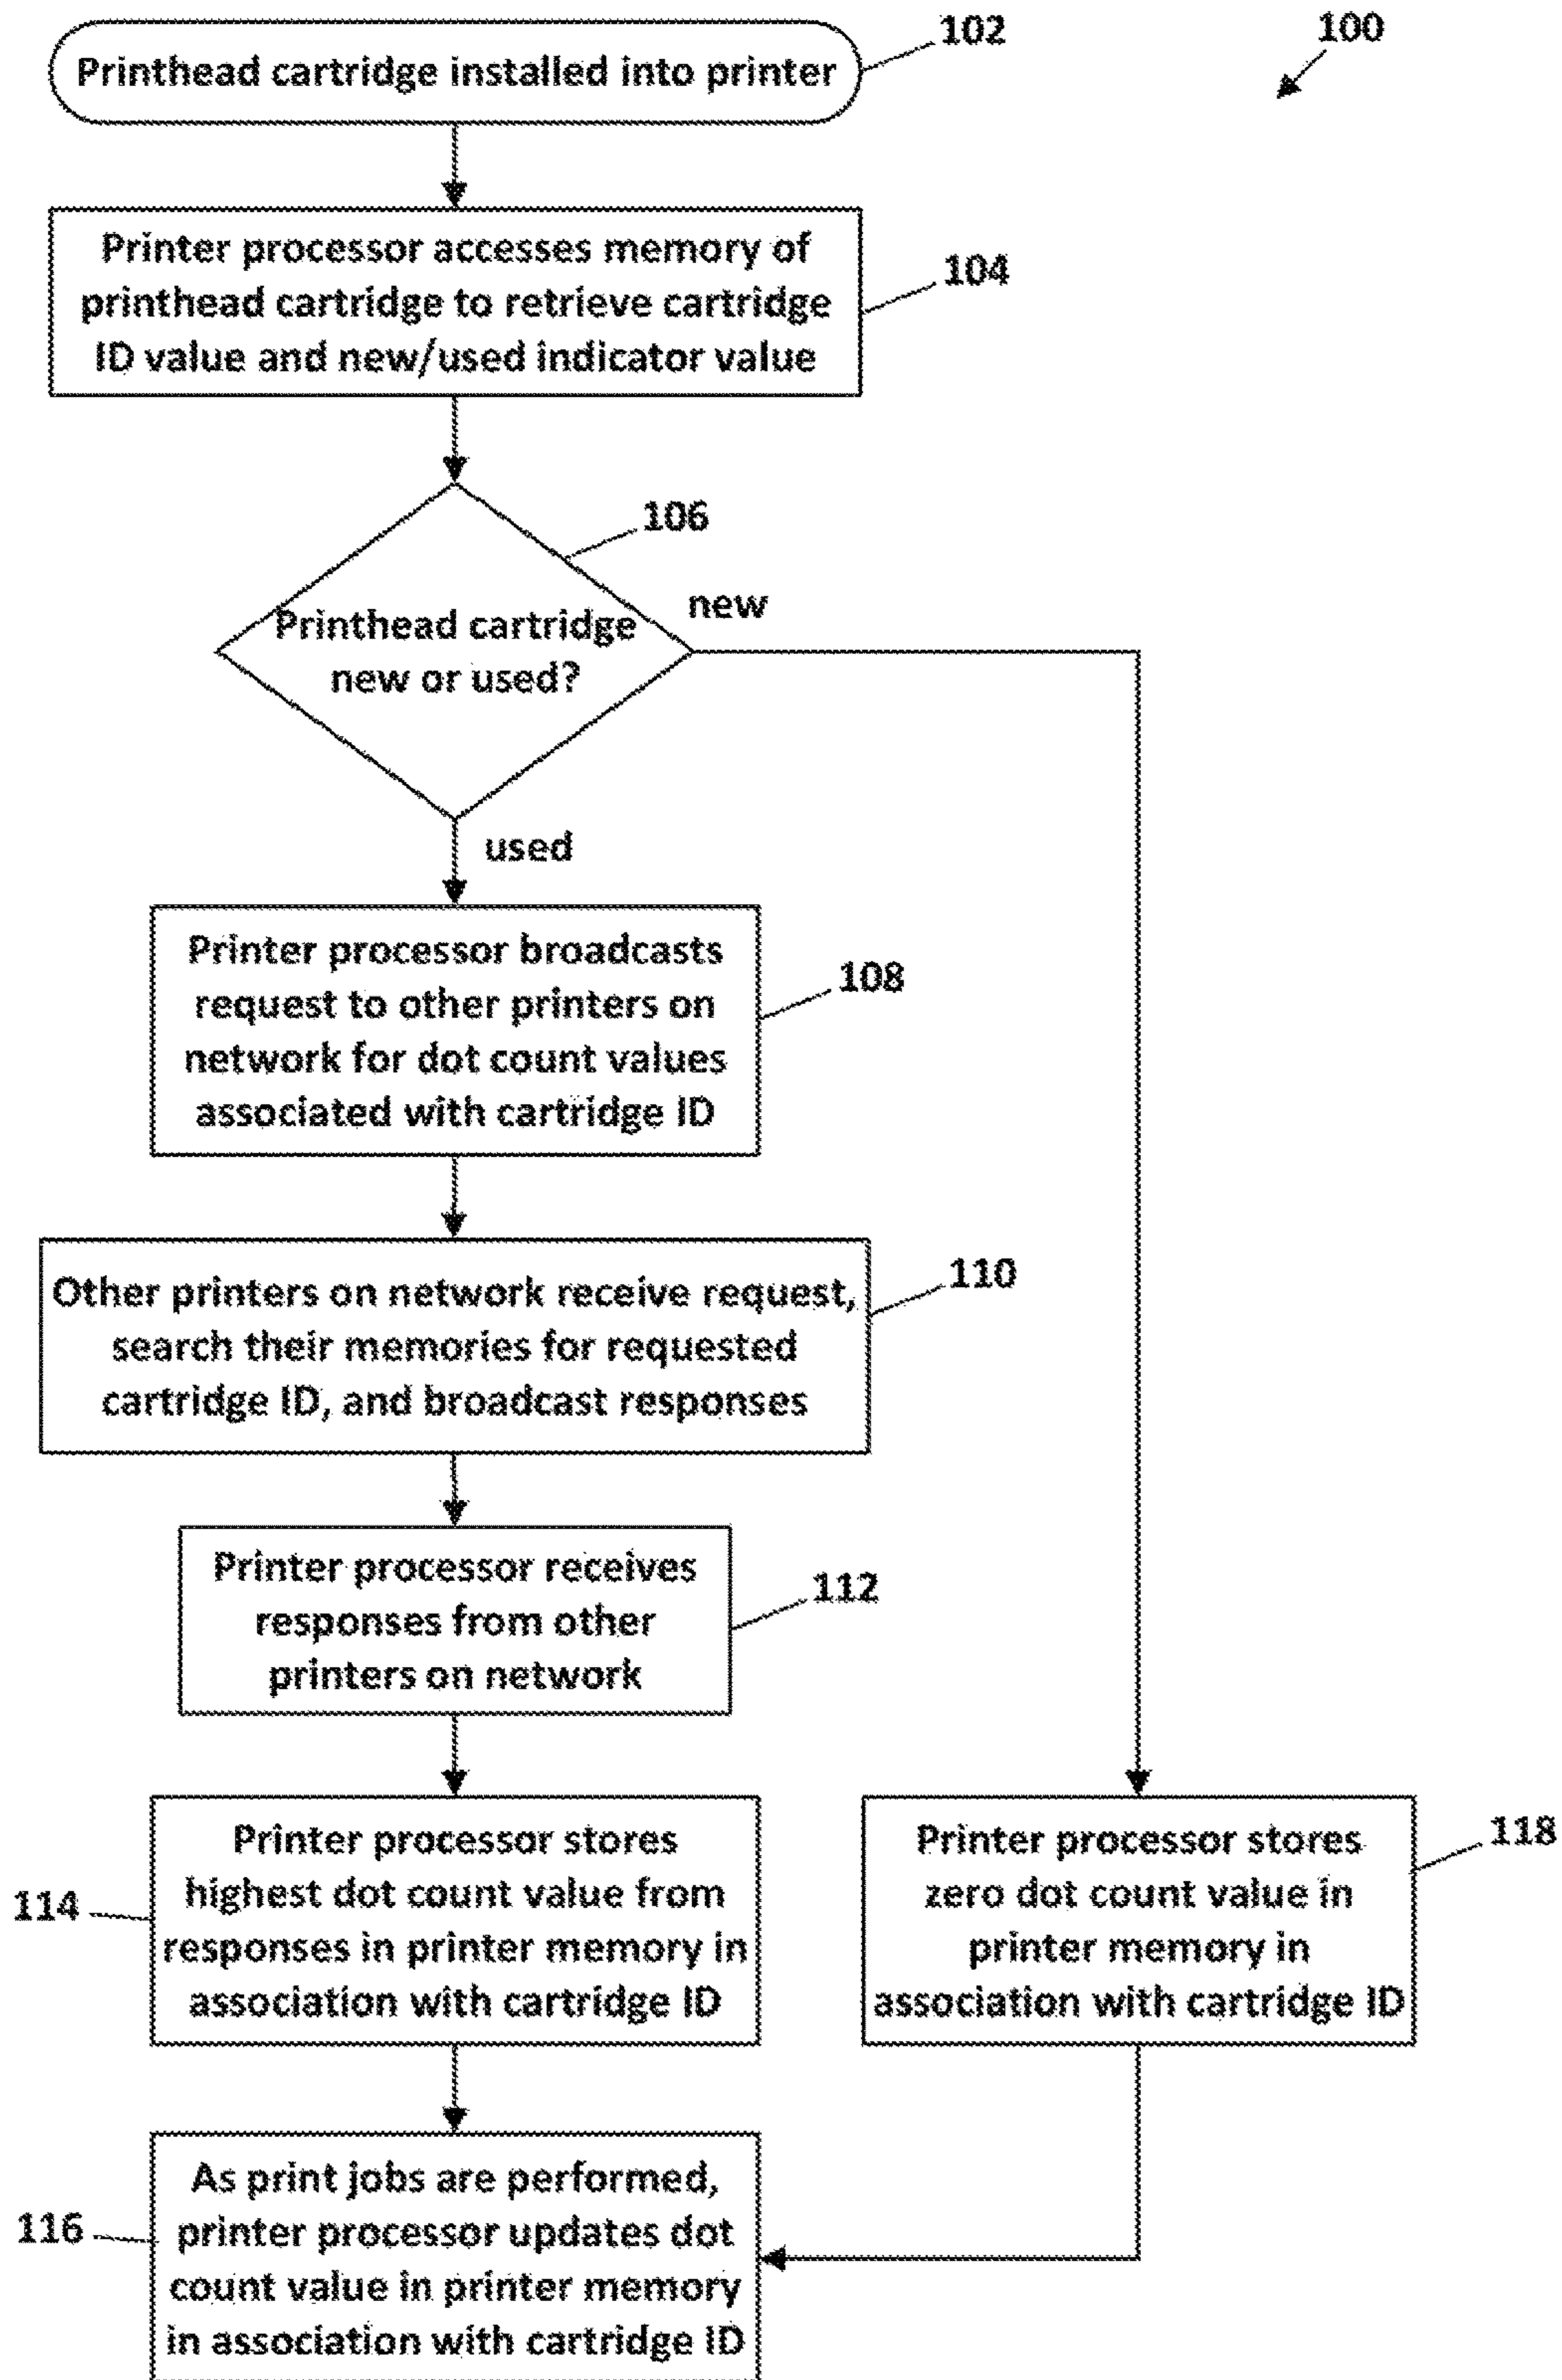 Printhead cartridge installed into printer
102
100
Printer processor accesses memory of
printhead cartridge to retrieve cartridge
ID value and new/used indicator value
104
106
Printhead cartridge
new or used?
new
used
Printer processor broadcasts
request to other printers on
network for dot count values
associated with cartridge ID
108
Other printers on network receive request,
search their memories for requested
cartridge ID, and broadcast responses
110
Printer processor receives
responses from other
printers on network
112
114
Printer processor stores
highest dot count value from
responses in printer memory in
association with cartridge ID
Printer processor stores
zero dot count value in
printer memory in
association with cartridge ID
118
116
As print jobs are performed,
printer processor updates dot
count value in printer memory
in association with cartridge ID